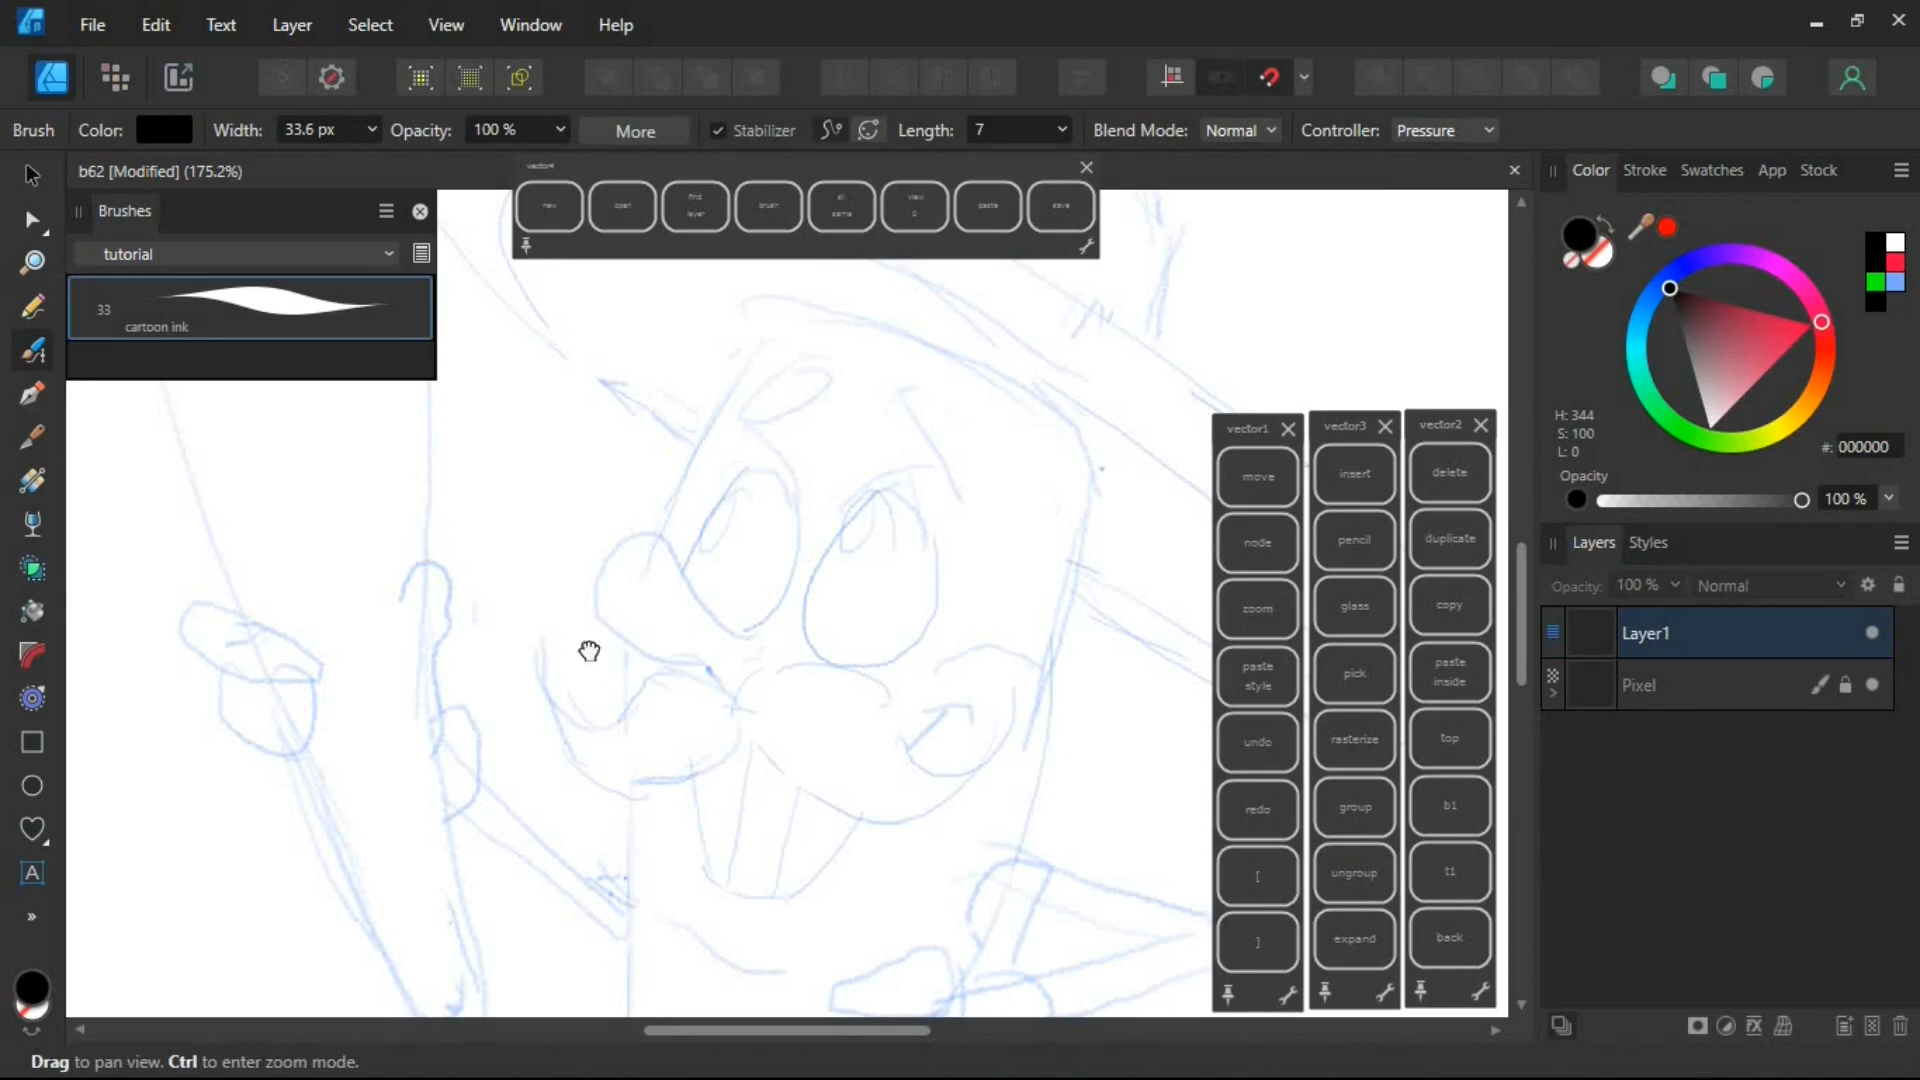 File Edit Text Layer Select View Window Help
Brush Color: Width: 33.6 px Opacity: 100 % More Stabilizer Length: 7 Blend Mode: Normal Controller: Pressure
b62 [Modified] (175.2%)
Brushes
tutorial
33
cartoon ink
vector4
new
open
find
layer
brush
sl.
same
view
0
paste
save
vector1
move
node
zoom
paste
style
undo
redo
[
]
vector3
insert
pencil
glass
pick
rasterize
group
ungroup
expand
vector2
delete
duplicate
copy
paste
inside
top
b1
t1
back
Color Stroke Swatches App Stock
H: 344
S: 100
L: 0
#: 000000
Opacity
100 %
Layers Styles
Opacity: 100 % Normal
Layer1
Pixel
Drag to pan view. Ctrl to enter zoom mode.